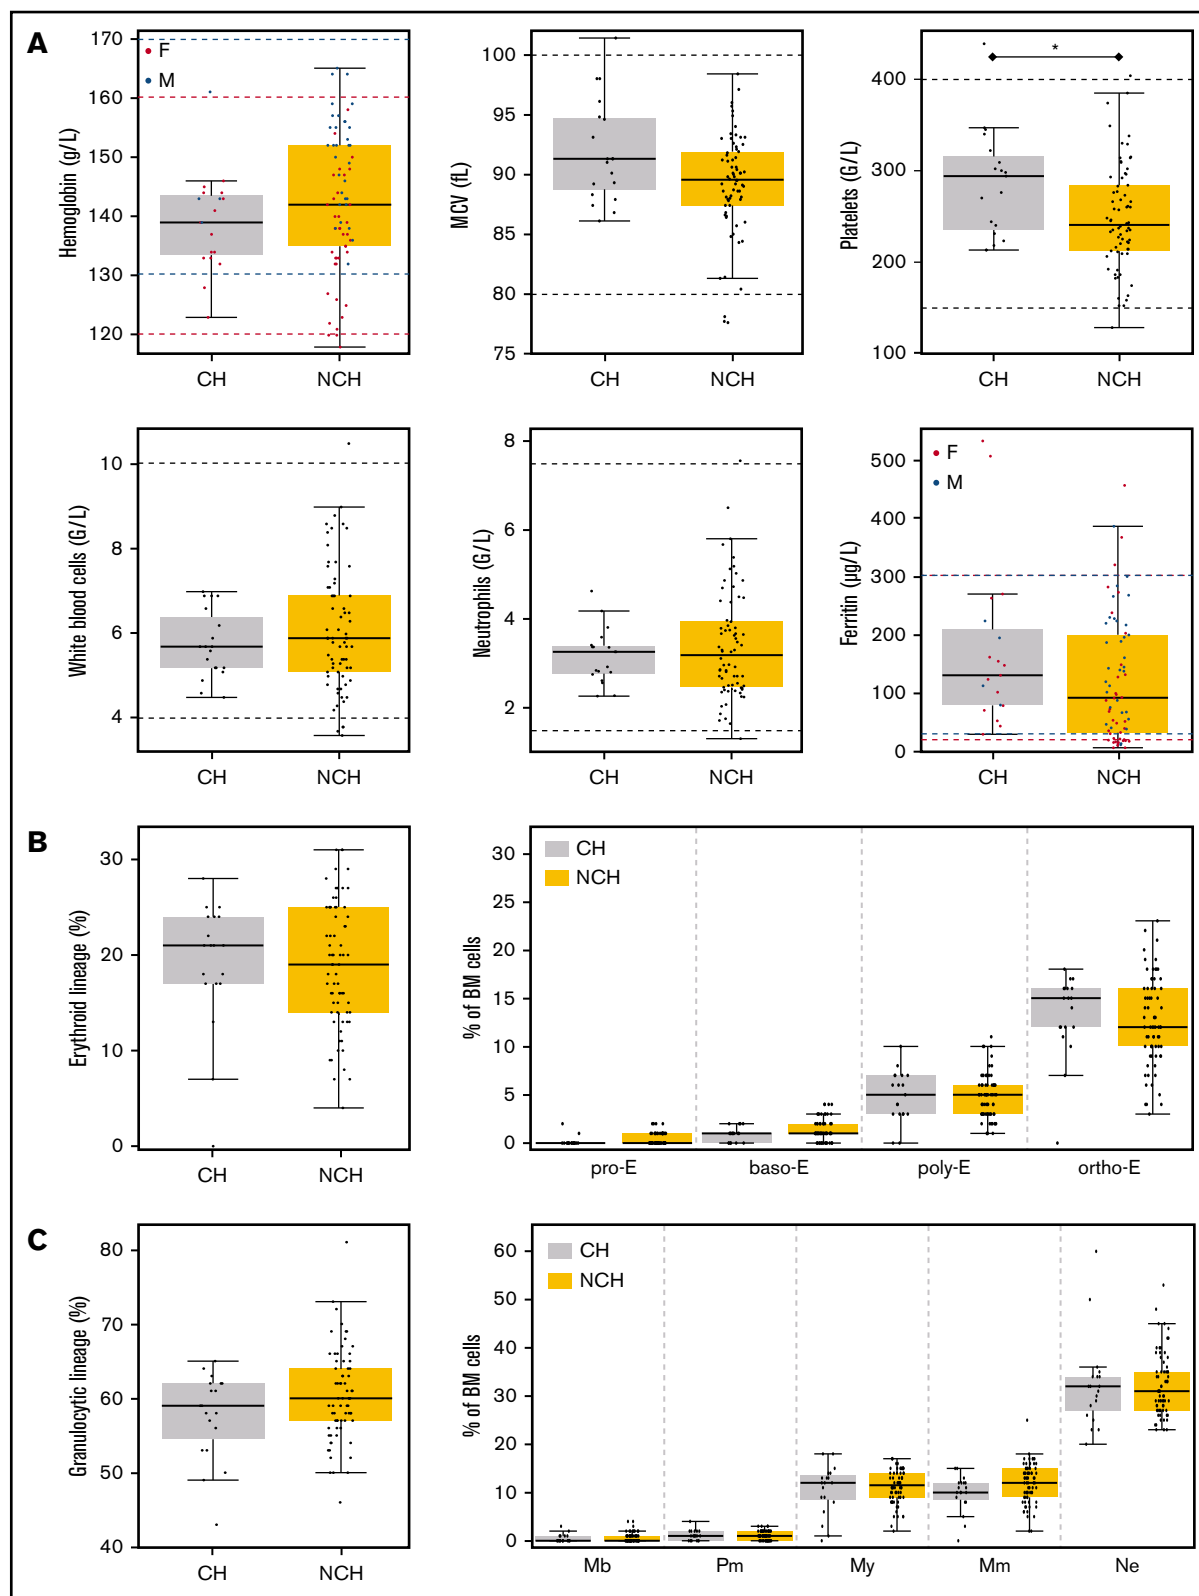 A
Hemoglobin (g/L)
170
160
150
140
130
120
F
M
CH
NCH
MCV (fL)
100
95
90
85
80
75
CH
NCH
Platelets (G/L)
400
300
200
100
*
CH
NCH
White blood cells (G/L)
10
8
6
4
CH
NCH
Neutrophils (G/L)
8
6
4
2
CH
NCH
Ferritin (µg/L)
500
400
300
200
100
0
F
M
CH
NCH
B
Erythroid lineage (%)
30
20
10
0
CH
NCH
% of BM cells
30
25
20
15
10
5
0
CH
NCH
pro-E
baso-E
poly-E
ortho-E
C
Granulocytic lineage (%)
80
70
60
50
40
CH
NCH
% of BM cells
60
50
40
30
20
10
0
CH
NCH
Mb
Pm
My
Mm
Ne